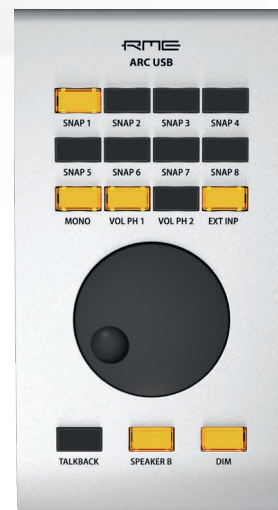 RME
ARC USB
SNAP 1 SNAP 2 SNAP 3 SNAP 4
SNAP 5 SNAP 6 SNAP 7 SNAP 8
MONO VOL PH 1 VOL PH 2 EXT INP
TALKBACK SPEAKER B DIM